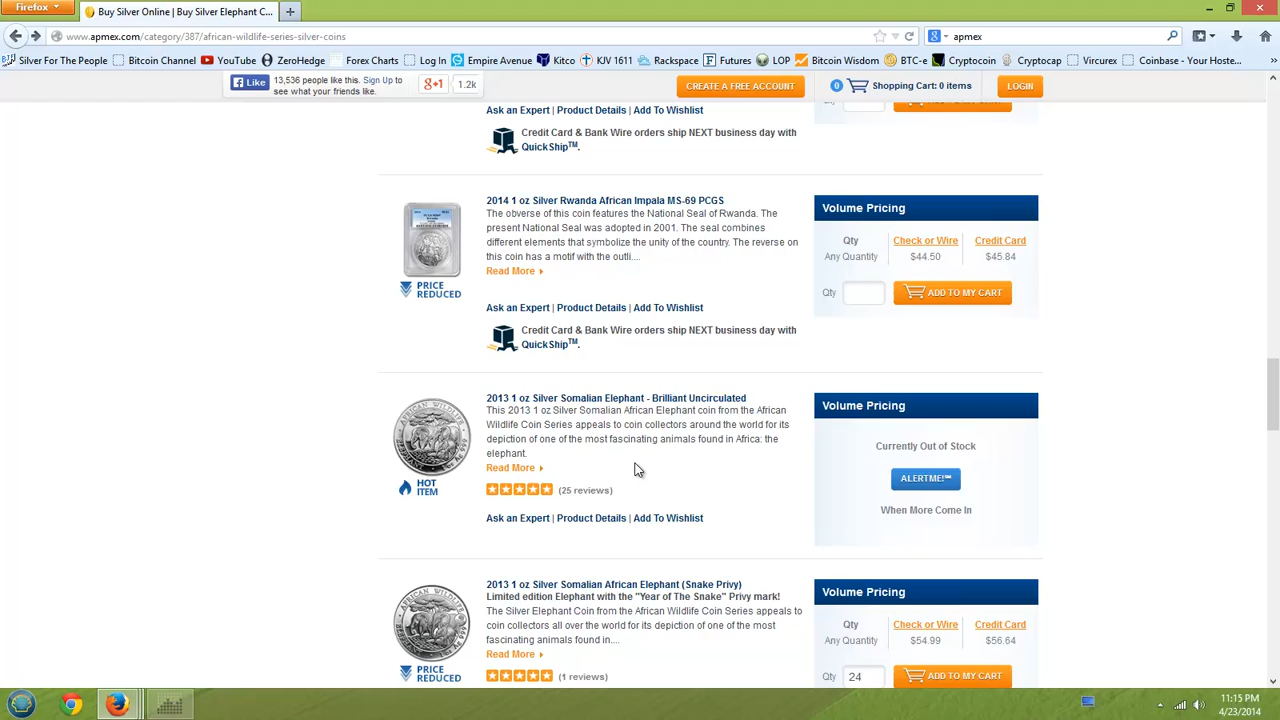 Firefox
Buy Silver Online | Buy Silver Elephant C...
www.apmex.com/category/387/african-wildlife-series-silver-coins
apmex
Silver For The People
Bitcoin Channel
YouTube
ZeroHedge
Forex Charts
Log In
Empire Avenue
Kitco
KJV 1611
Rackspace
Futures
LOP
Bitcoin Wisdom
BTC-e
Cryptocoin
Cryptocap
Vircurex
Coinbase - Your Hoste...
Like
13,536 people like this. Sign Up to
see what your friends like.
+1
1.2k
CREATE A FREE ACCOUNT
0
Shopping Cart: 0 items
LOGIN
Ask an Expert | Product Details | Add To Wishlist
Credit Card & Bank Wire orders ship NEXT business day with
QuickShip™.
2014 1 oz Silver Rwanda African Impala MS-69 PCGS
The obverse of this coin features the National Seal of Rwanda. The
present National Seal was adopted in 2001. The seal combines
different elements that symbolize the unity of the country. The reverse on
this coin has a motif with the outli....
Read More
PRICE
REDUCED
Ask an Expert | Product Details | Add To Wishlist
Credit Card & Bank Wire orders ship NEXT business day with
QuickShip™.
Volume Pricing
Qty
Check or Wire
Credit Card
Any Quantity
$44.50
$45.84
Qty
ADD TO MY CART
2013 1 oz Silver Somalian Elephant - Brilliant Uncirculated
This 2013 1 oz Silver Somalian African Elephant coin from the African
Wildlife Coin Series appeals to coin collectors around the world for its
depiction of one of the most fascinating animals found in Africa: the
elephant.
Read More
HOT
ITEM
(25 reviews)
Ask an Expert | Product Details | Add To Wishlist
Volume Pricing
Currently Out of Stock
ALERTME!℠
When More Come In
2013 1 oz Silver Somalian African Elephant (Snake Privy)
Limited edition Elephant with the "Year of The Snake" Privy mark!
The Silver Elephant Coin from the African Wildlife Coin Series appeals to
coin collectors all over the world for its depiction of one of the most
fascinating animals found in....
Read More
PRICE
REDUCED
(1 reviews)
Volume Pricing
Qty
Check or Wire
Credit Card
Any Quantity
$54.99
$56.64
Qty
24
ADD TO MY CART
11:15 PM
4/23/2014